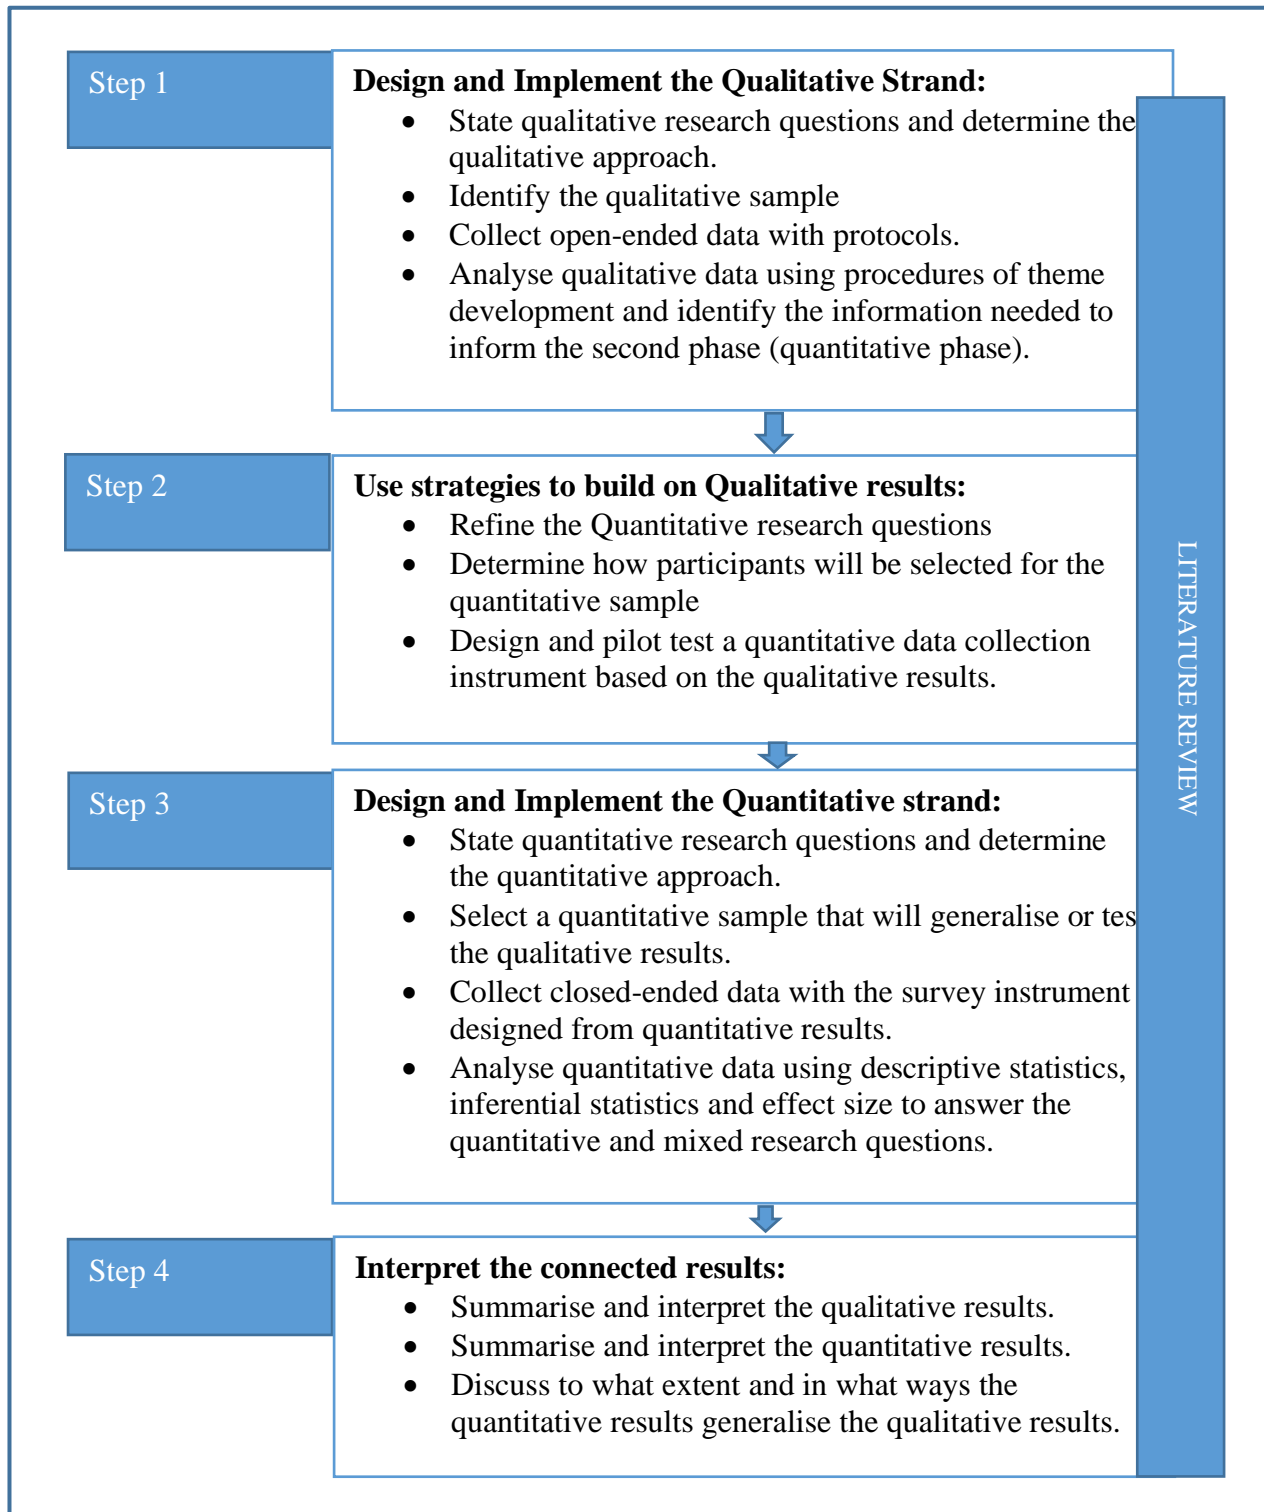 Step 1
Design and Implement the Qualitative Strand:
• State qualitative research questions and determine the
qualitative approach.
• Identify the qualitative sample
• Collect open-ended data with protocols.
• Analyse qualitative data using procedures of theme
development and identify the information needed to
inform the second phase (quantitative phase).
Step 2
Use strategies to build on Qualitative results:
• Refine the Quantitative research questions
• Determine how participants will be selected for the
quantitative sample
• Design and pilot test a quantitative data collection
instrument based on the qualitative results.
Step 3
Design and Implement the Quantitative strand:
• State quantitative research questions and determine
the quantitative approach.
• Select a quantitative sample that will generalise or tes
the qualitative results.
• Collect closed-ended data with the survey instrument
designed from quantitative results.
• Analyse quantitative data using descriptive statistics,
inferential statistics and effect size to answer the
quantitative and mixed research questions.
Step 4
Interpret the connected results:
• Summarise and interpret the qualitative results.
• Summarise and interpret the quantitative results.
• Discuss to what extent and in what ways the
quantitative results generalise the qualitative results.
LITERATURE REVIEW